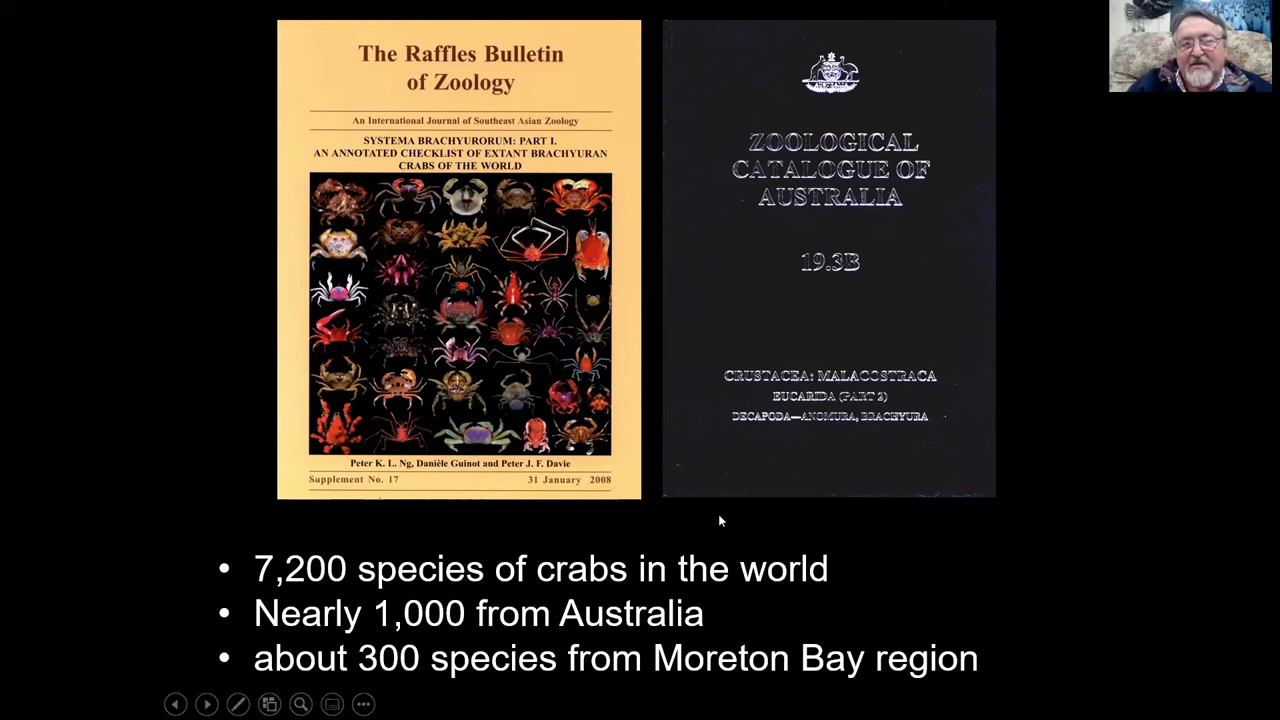 The Raffles Bulletin
of Zoology
An International Journal of Southeast Asian Zoology
SYSTEMA BRACHYURORUM: PART I.
AN ANNOTATED CHECKLIST OF EXTANT BRACHYURAN
CRABS OF THE WORLD
Peter K. L. Ng, Danièle Guinot and Peter J. F. Davie
Supplement No. 17 31 January 2008
ZOOLOGICAL
CATALOGUE OF
AUSTRALIA
19.3B
CRUSTACEA: MALACOSTRACA
EUCARIDA (PART 2)
DECAPODA—ANOMURA, BRACHYURA
• 7,200 species of crabs in the world
• Nearly 1,000 from Australia
• about 300 species from Moreton Bay region